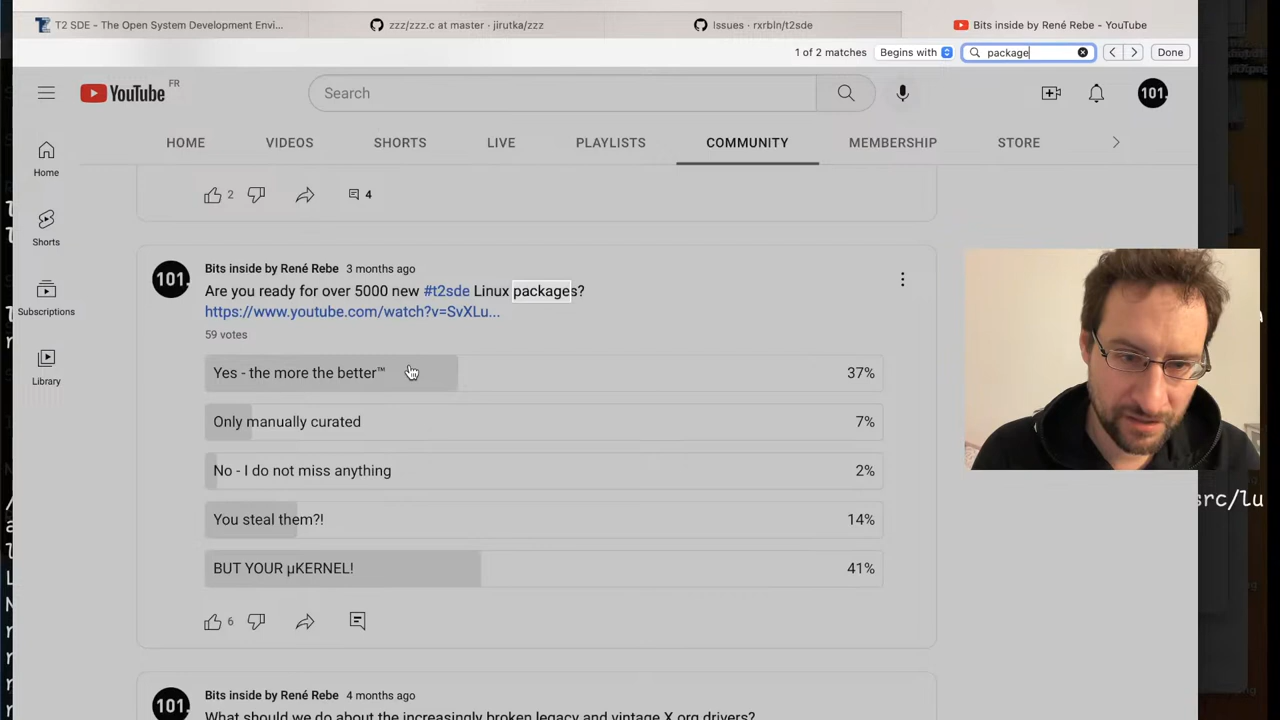 T2 SDE - The Open System Development Envi...
zzz/zzz.c at master · jirutka/zzz
Issues · rxrbln/t2sde
Bits inside by René Rebe - YouTube
1 of 2 matches
Begins with
package
Done
YouTube
FR
Search
101.
HOME
VIDEOS
SHORTS
LIVE
PLAYLISTS
COMMUNITY
MEMBERSHIP
STORE
Home
Shorts
Subscriptions
Library
2
4
101.
Bits inside by René Rebe 3 months ago
Are you ready for over 5000 new #t2sde Linux packages?
https://www.youtube.com/watch?v=SvXLu...
59 votes
Yes - the more the better™ 37%
Only manually curated 7%
No - I do not miss anything 2%
You steal them?! 14%
BUT YOUR µKERNEL! 41%
6
101.
Bits inside by René Rebe 4 months ago
What should we do about the increasingly broken legacy and vintage X.org drivers?
src/lu